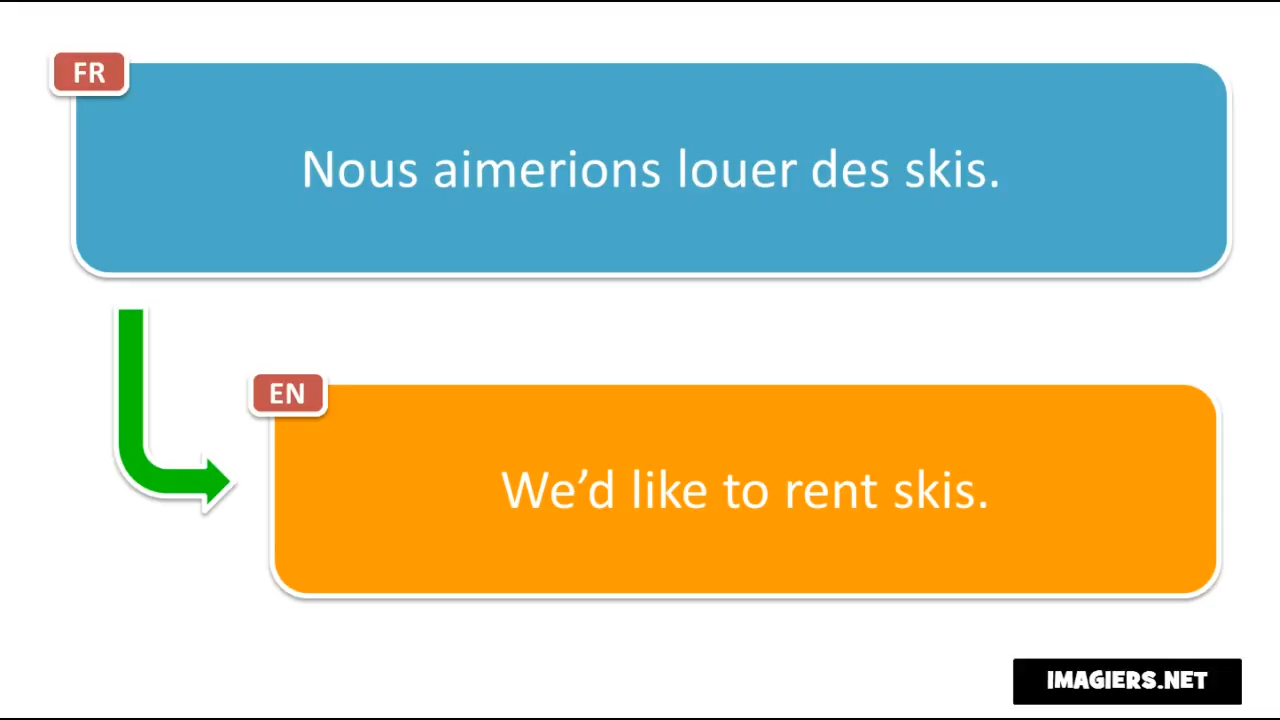 FR
Nous aimerions louer des skis.
EN
We’d like to rent skis.
IMAGIERS.NET